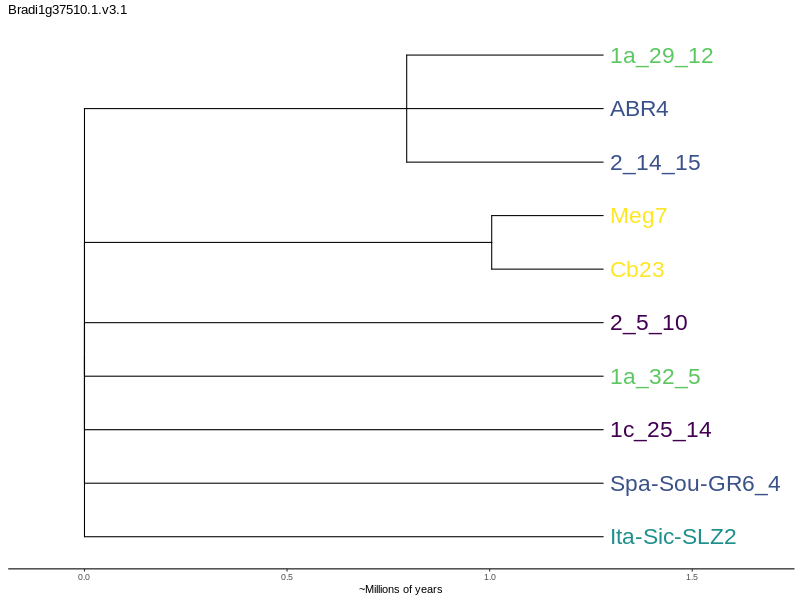 Bradi1g37510.1.v3.1
1a_29_12
ABR4
2_14_15
Meg7
Cb23
2_5_10
1a_32_5
1c_25_14
Spa-Sou-GR6_4
Ita-Sic-SLZ2
0.0 0.5 1.0 1.5
~Millions of years